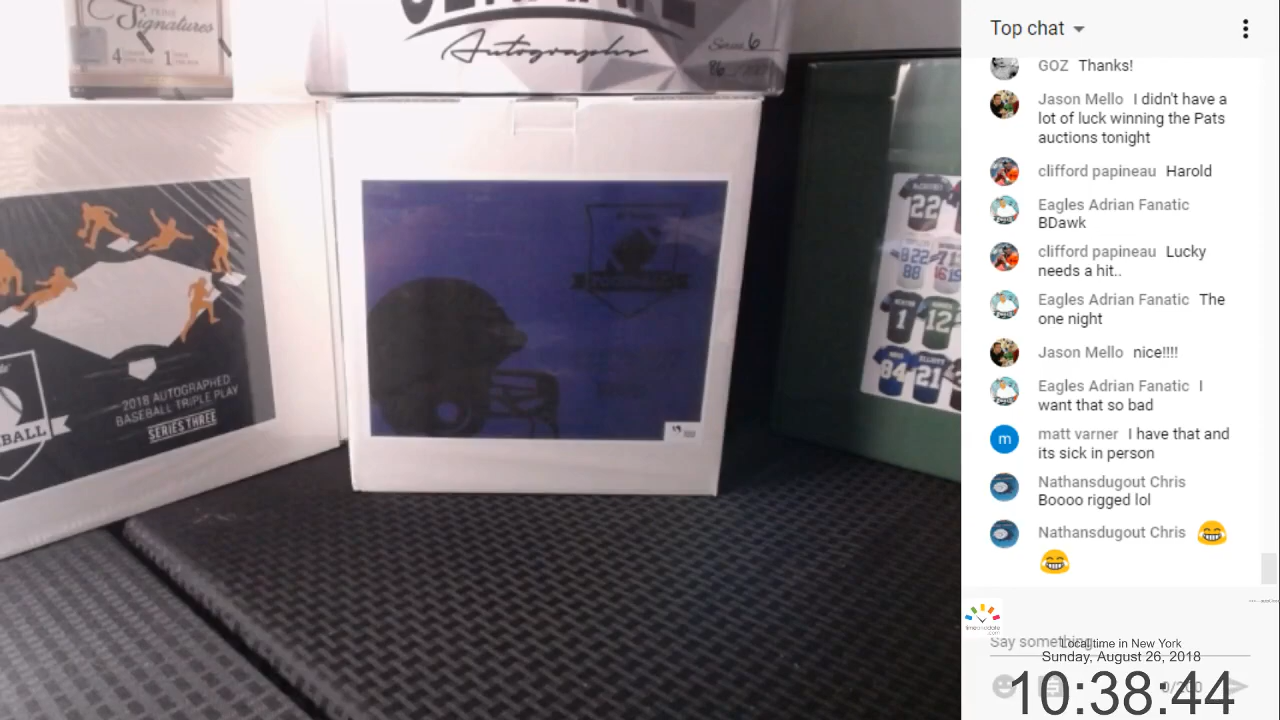 Signatures
4
1
Autographs
Series 6
2018 AUTOGRAPHED
BASEBALL TRIPLE PLAY
SERIES THREE
22
8 22
88
1
12
84
21
Top chat
GOZ Thanks!
Jason Mello I didn't have a
lot of luck winning the Pats
auctions tonight
clifford papineau Harold
Eagles Adrian Fanatic
BDawk
clifford papineau Lucky
needs a hit..
Eagles Adrian Fanatic The
one night
Jason Mello nice!!!!
Eagles Adrian Fanatic I
want that so bad
matt varner I have that and
its sick in person
Nathansdugout Chris
Boooo rigged lol
Nathansdugout Chris 😂
😂
Say something...
Local time in New York
Sunday, August 26, 2018
0/200
10:38:44